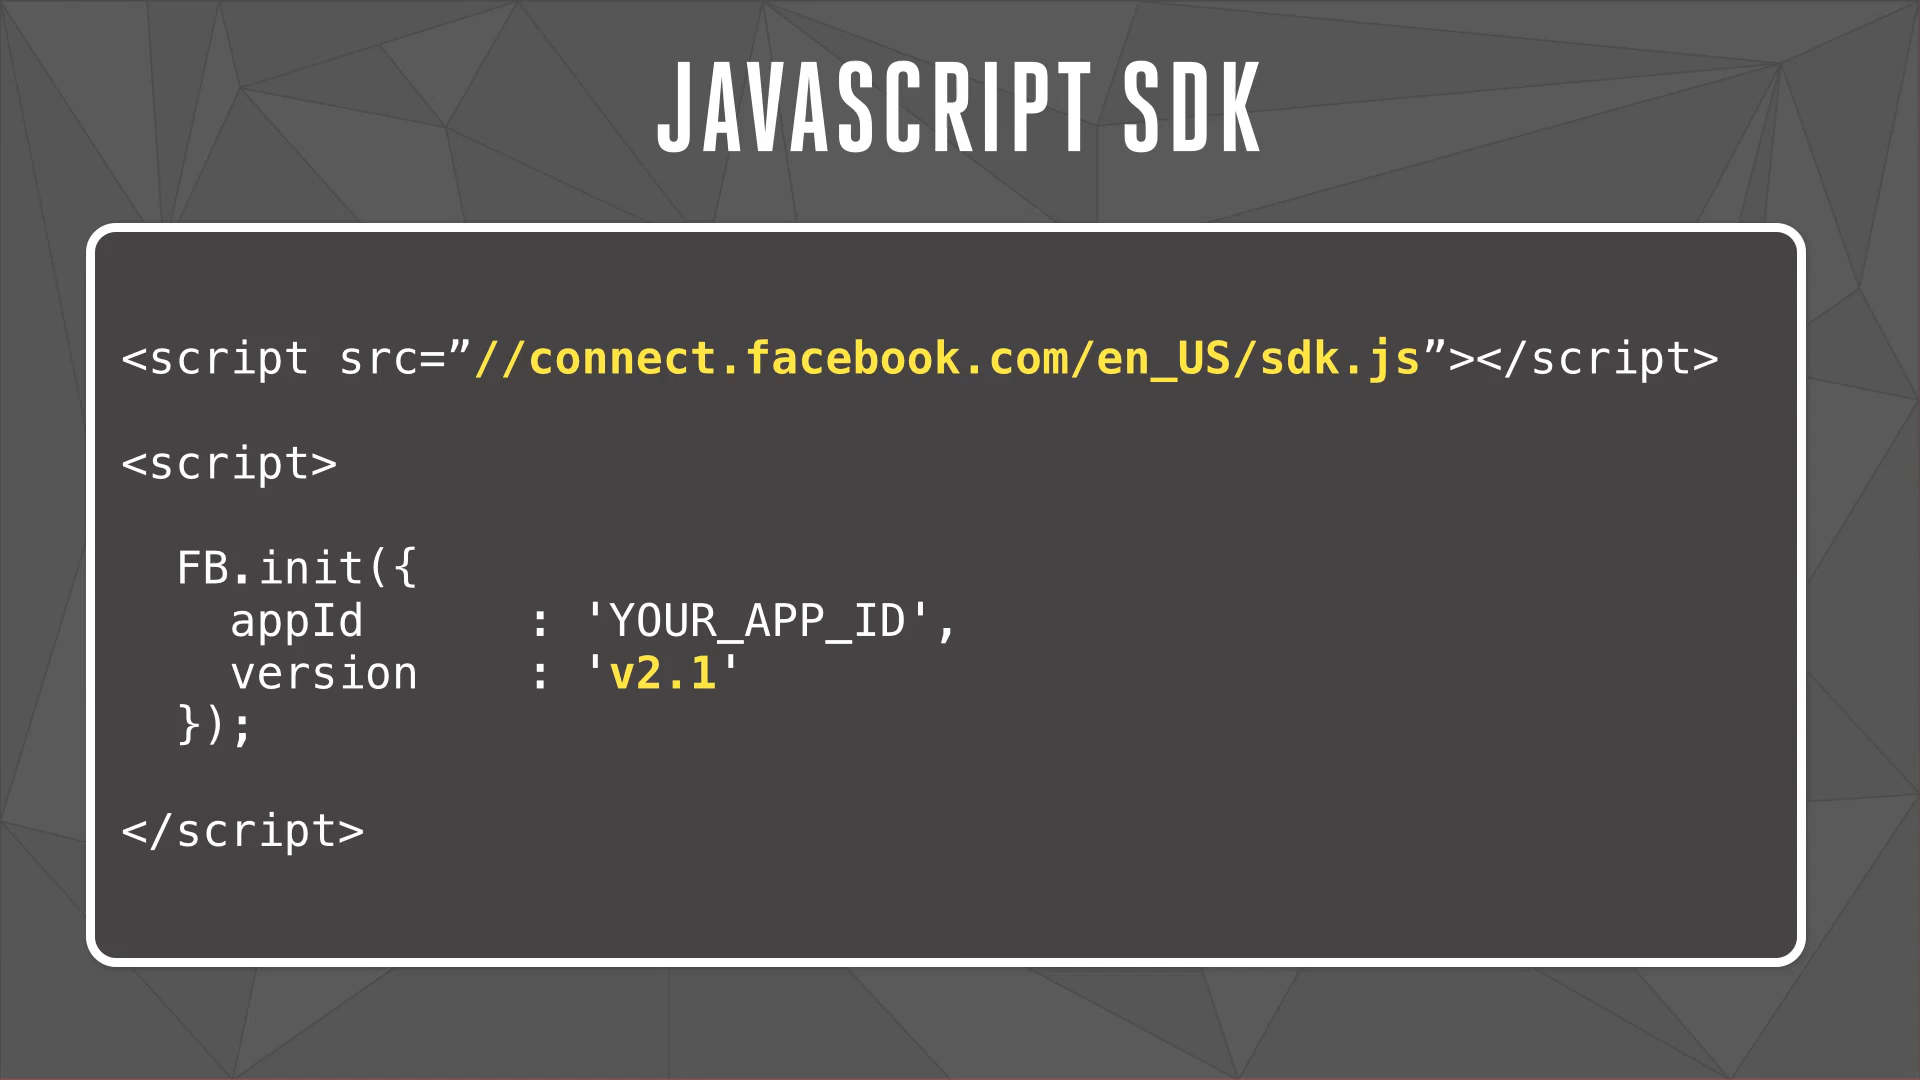 JAVASCRIPT SDK
<script src=”//connect.facebook.com/en_US/sdk.js”></script>
<script>
FB.init({
appId : 'YOUR_APP_ID',
version : 'v2.1'
});
</script>